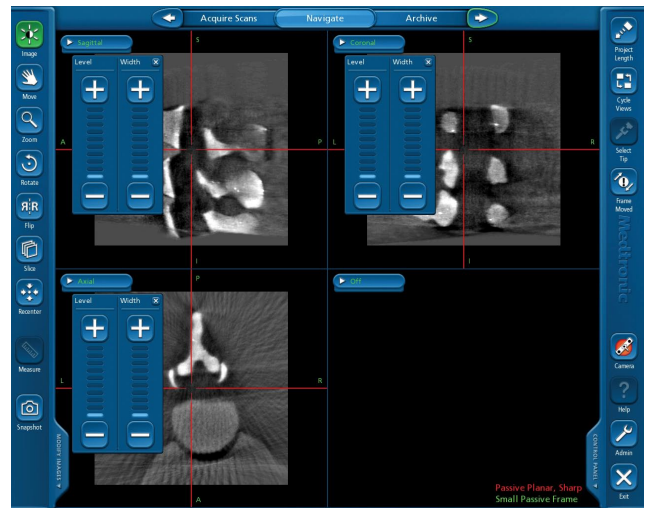 Acquire Scans
Navigate
Archive
Image
Move
Zoom
Rotate
Flip
Slice
Recenter
Measure
Snapshot
MODIFY IMAGES
Sagittal
Level Width
S
A
P
I
Coronal
Level Width
S
L
R
I
Axial
Level Width
P
L
R
A
Off
Passive Planar, Sharp
Small Passive Frame
Project
Length
Cycle
Views
Select
Tip
Frame
Moved
Medtronic
Camera
Help
Admin
Exit
CONTROL PANEL